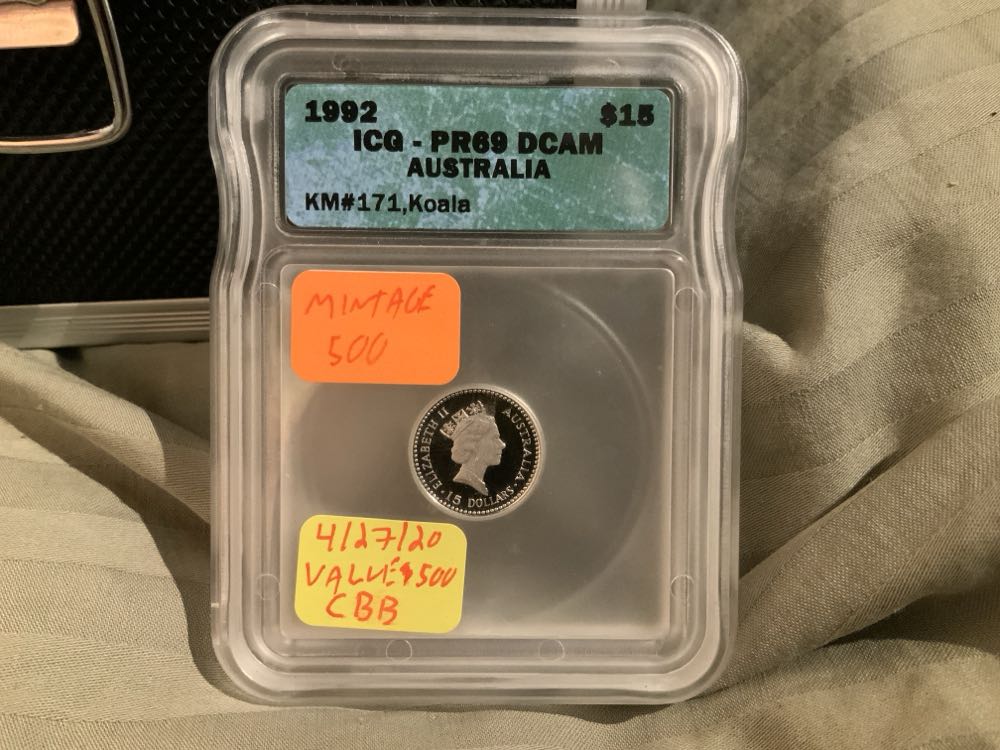 1992 $15
ICG - PR69 DCAM
AUSTRALIA
KM#171,Koala
MINTAGE
500
ELIZABETH II AUSTRALIA
15 DOLLARS
4/27/20
VALUE $500
CBB